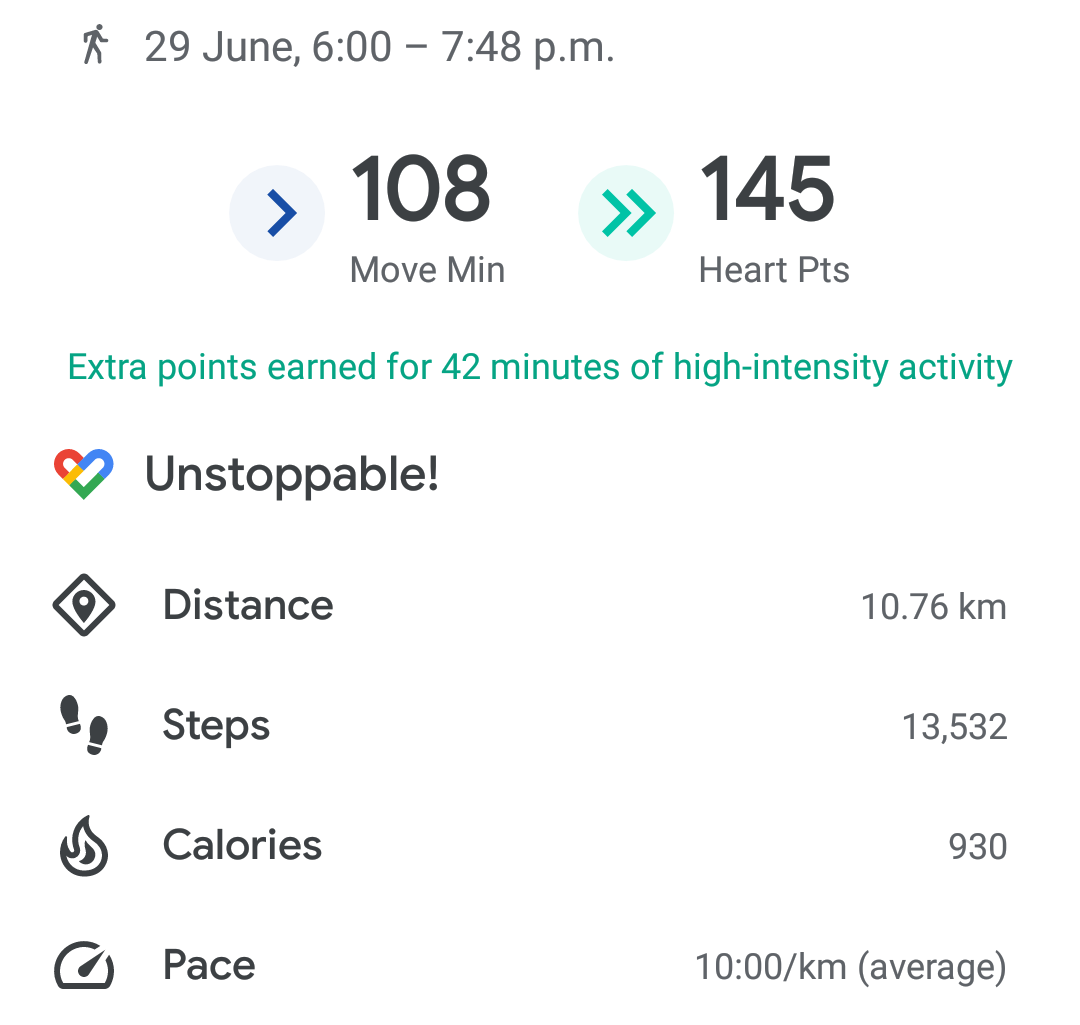 29 June, 6:00 – 7:48 p.m.
108
Move Min
145
Heart Pts
Extra points earned for 42 minutes of high-intensity activity
Unstoppable!
Distance 10.76 km
Steps 13,532
Calories 930
Pace 10:00/km (average)